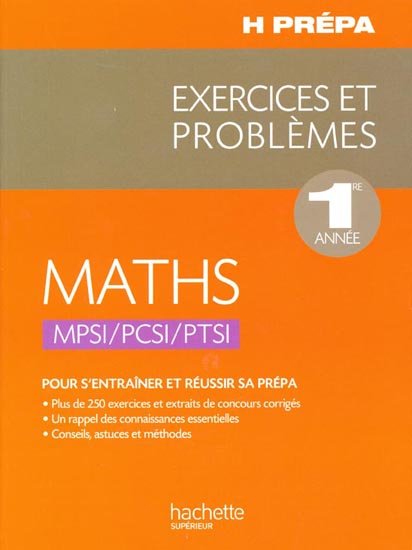 H PRÉPA
EXERCICES ET
PROBLÈMES
1RE
ANNÉE
MATHS
MPSI/PCSI/PTSI
POUR S'ENTRAÎNER ET RÉUSSIR SA PRÉPA
• Plus de 250 exercices et extraits de concours corrigés
• Un rappel des connaissances essentielles
• Conseils, astuces et méthodes
hachette
SUPÉRIEUR